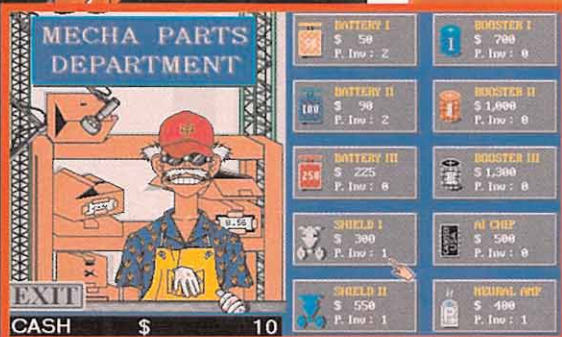 MECHA PARTS
DEPARTMENT
EXIT
CASH $ 10
BATTERY I
$ 50
P. Inv: 2
BOOSTER I
$ 700
P. Inv: 0
BATTERY II
$ 90
P. Inv: 2
BOOSTER II
$ 1,000
P. Inv: 0
BATTERY III
$ 225
P. Inv: 0
BOOSTER III
$ 1,300
P. Inv: 0
SHIELD I
$ 300
P. Inv: 1
AI CHIP
$ 500
P. Inv: 0
SHIELD II
$ 550
P. Inv: 1
NEURAL AMP
$ 400
P. Inv: 1